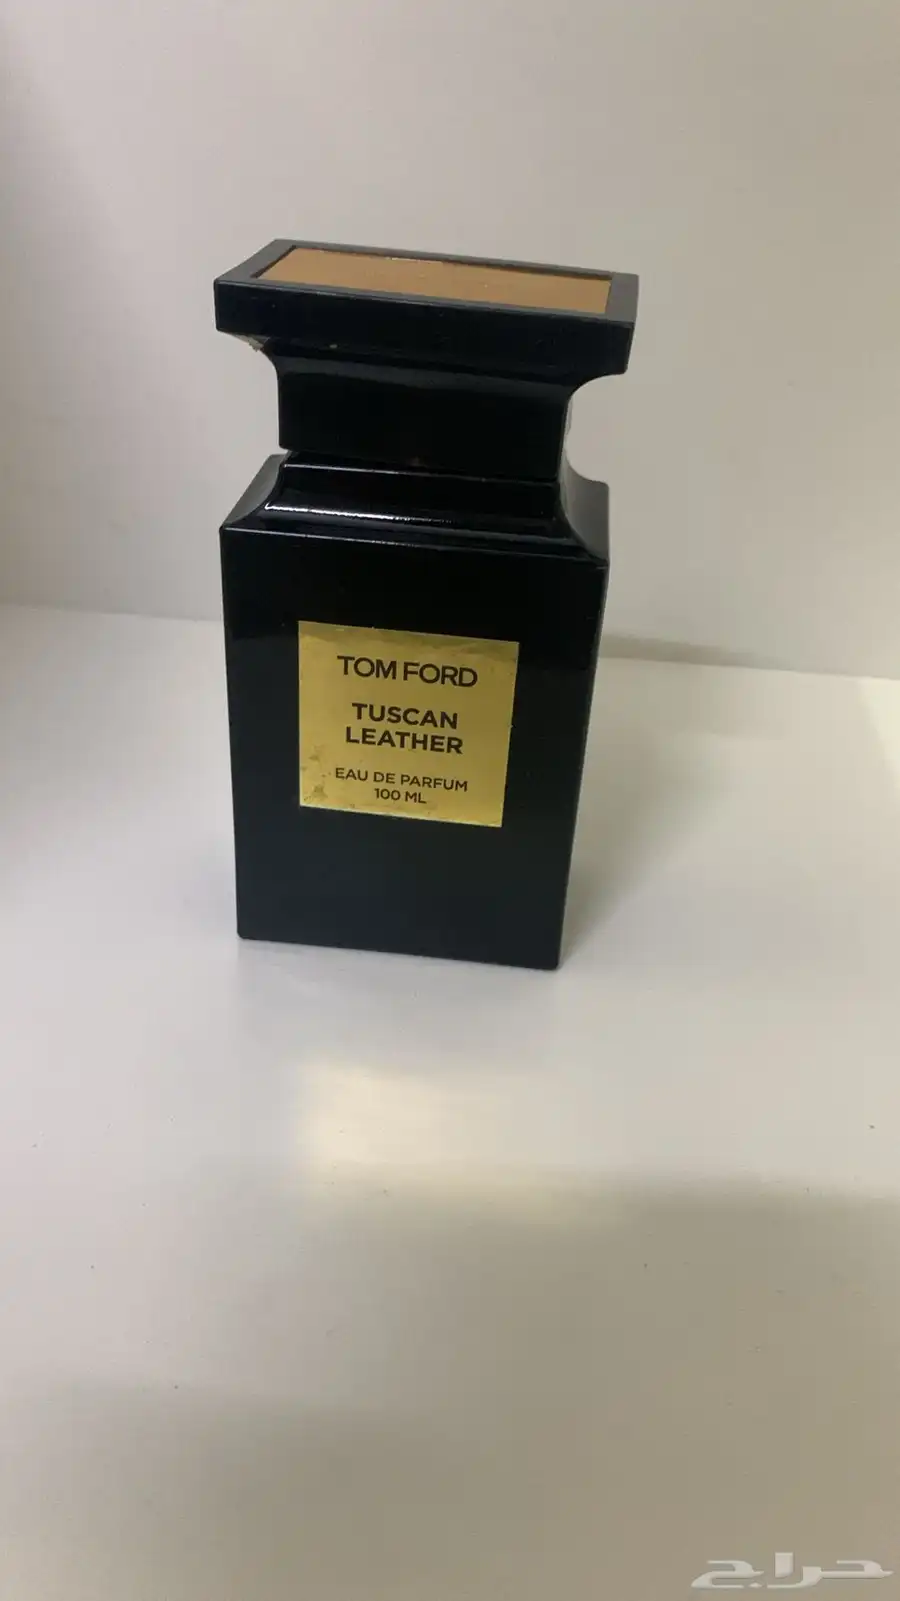 TOM FORD
TUSCAN
LEATHER
EAU DE PARFUM
100 ML
حراج